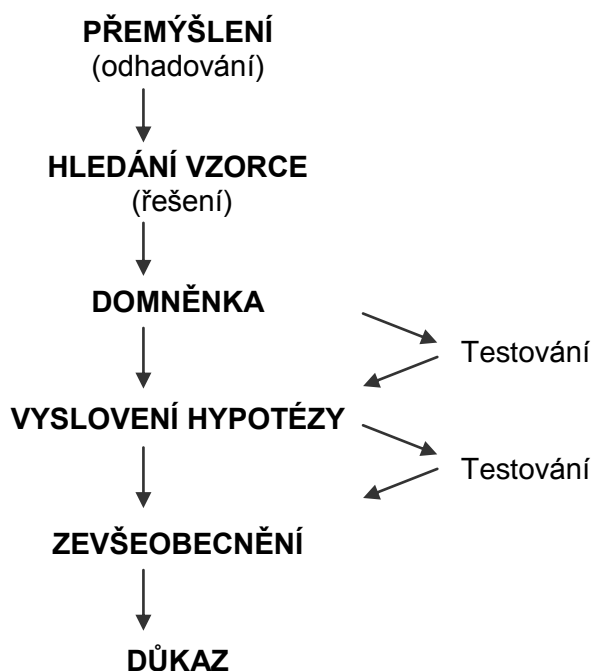 PŘEMÝŠLENÍ
(odhadování)
HLEDÁNÍ VZORCE
(řešení)
DOMNĚNKA
Testování
VYSLOVENÍ HYPOTÉZY
Testování
ZEVŠEOBECNĚNÍ
DŮKAZ